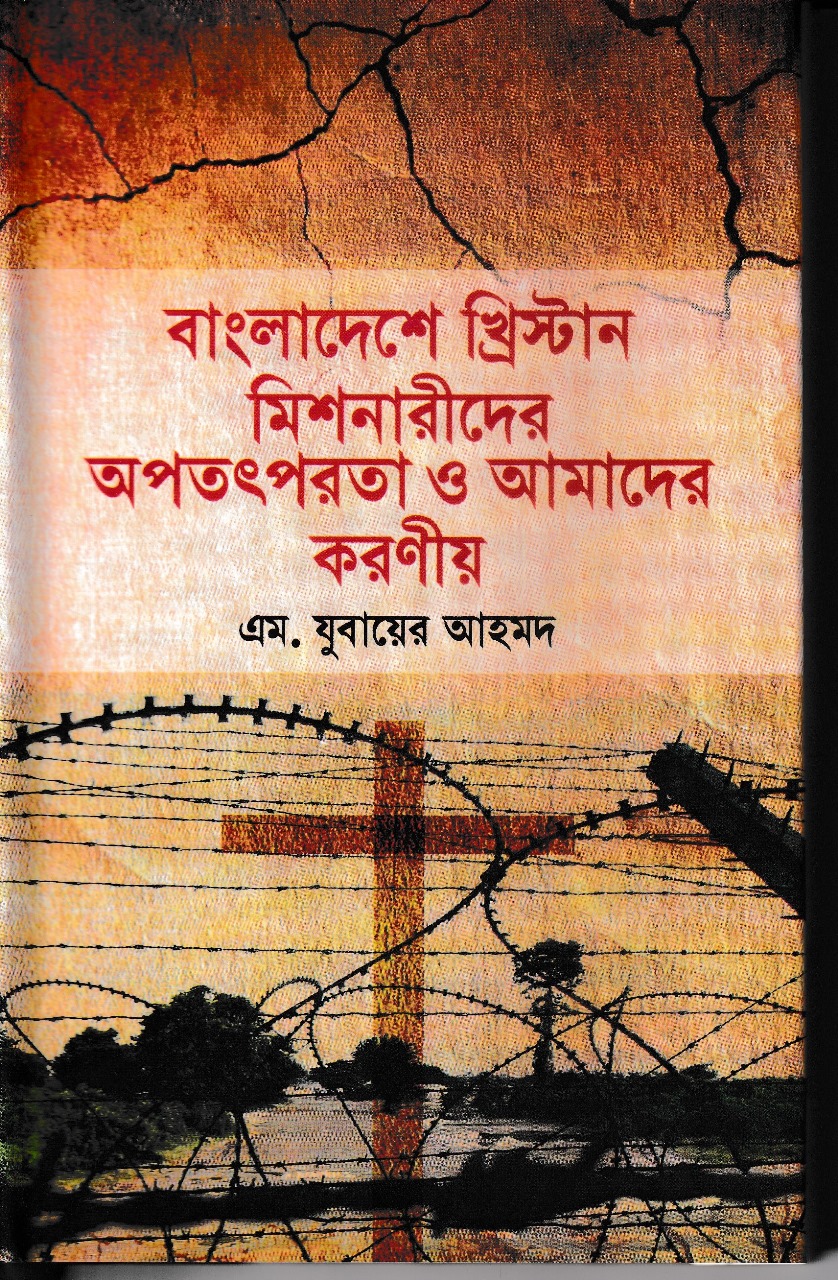 বাংলাদেশে খ্রিস্টান
মিশনারীদের
অপতৎপরতা ও আমাদের
করণীয়
এম. যুবায়ের আহমদ